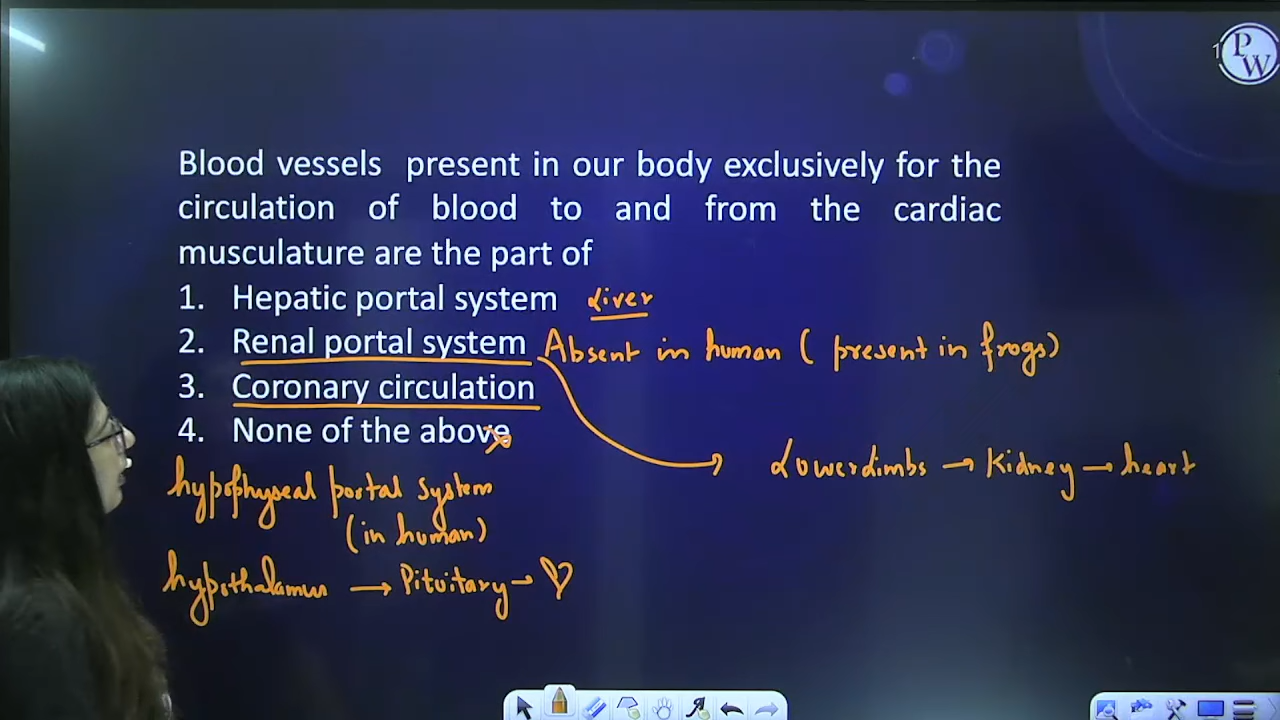 1
PW
Blood vessels present in our body exclusively for the
circulation of blood to and from the cardiac
musculature are the part of
1. Hepatic portal system Liver
2. Renal portal system Absent in human ( present in frogs)
3. Coronary circulation
4. None of the above
Lowerlimbs → Kidney → heart
hypophyseal portal system
(in human)
hypothalamus → Pituitary → ♡